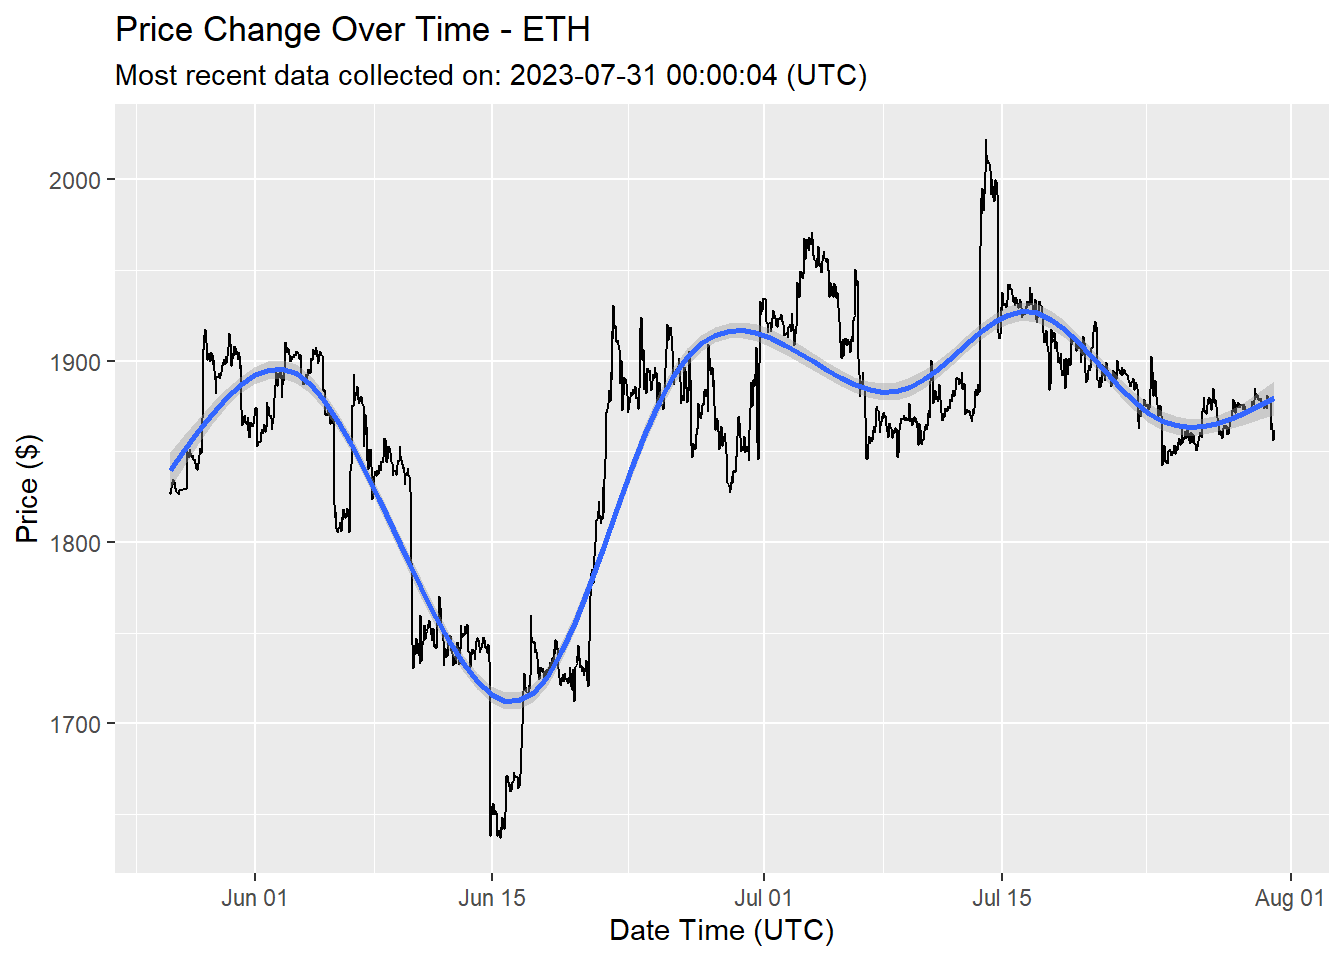 Price Change Over Time - ETH
Most recent data collected on: 2023-07-31 00:00:04 (UTC)
2000
1900
1800
1700
Price ($)
Jun 01
Jun 15
Jul 01
Jul 15
Aug 01
Date Time (UTC)